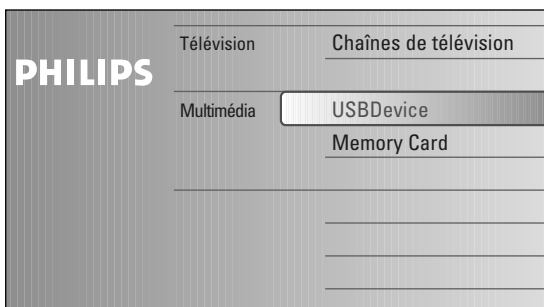 PHILIPS
Télévision Chaînes de télévision
Multimédia USBDevice
Memory Card